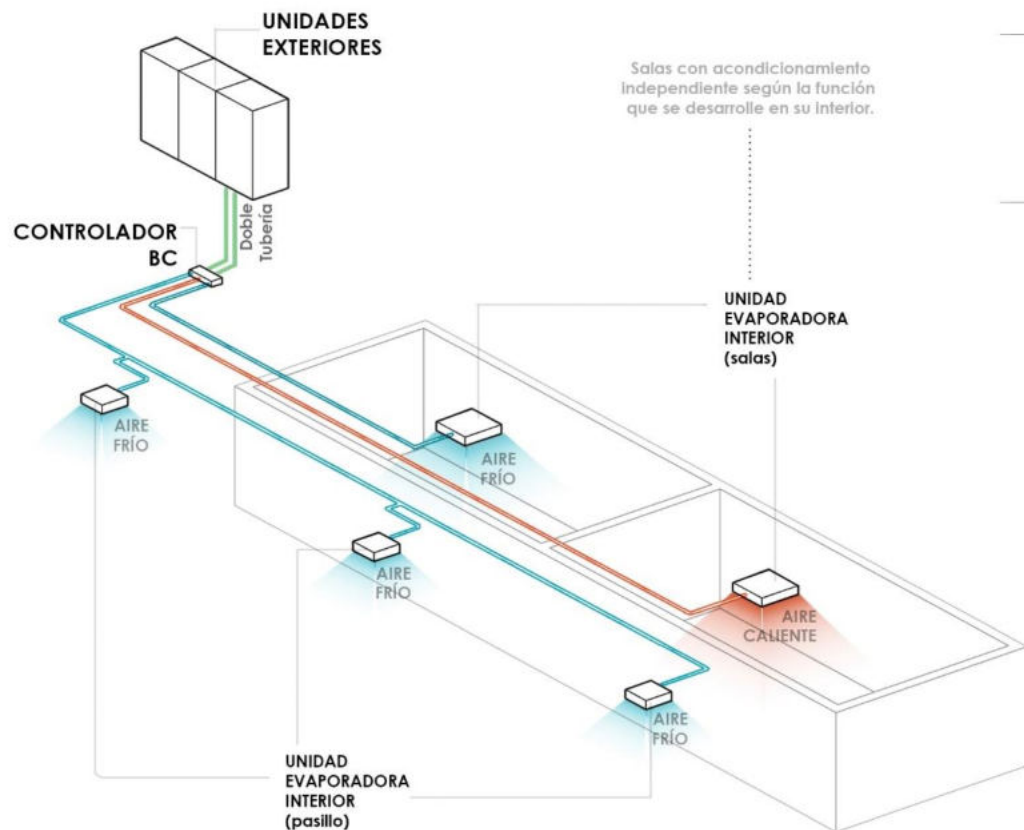 UNIDADES
EXTERIORES
Salas con acondicionamiento
independiente según la función
que se desarrolle en su interior.
Doble
Tubería
CONTROLADOR
BC
UNIDAD
EVAPORADORA
INTERIOR
(salas)
AIRE
FRÍO
AIRE
FRÍO
AIRE
FRÍO
AIRE
CALIENTE
AIRE
FRÍO
UNIDAD
EVAPORADORA
INTERIOR
(pasillo)